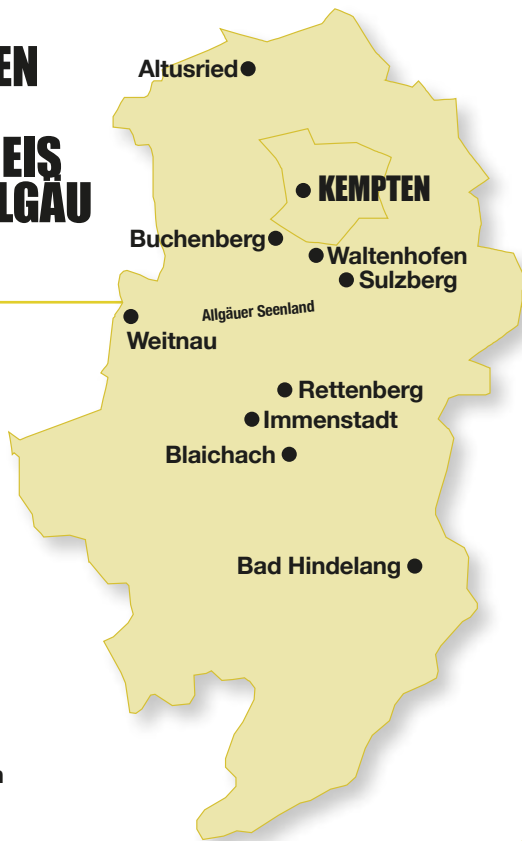 EN
Altusried
EIS
LGÄU
KEMPTEN
Buchenberg
Waltenhofen
Sulzberg
Allgäuer Seenland
Weitnau
Rettenberg
Immenstadt
Blaichach
Bad Hindelang